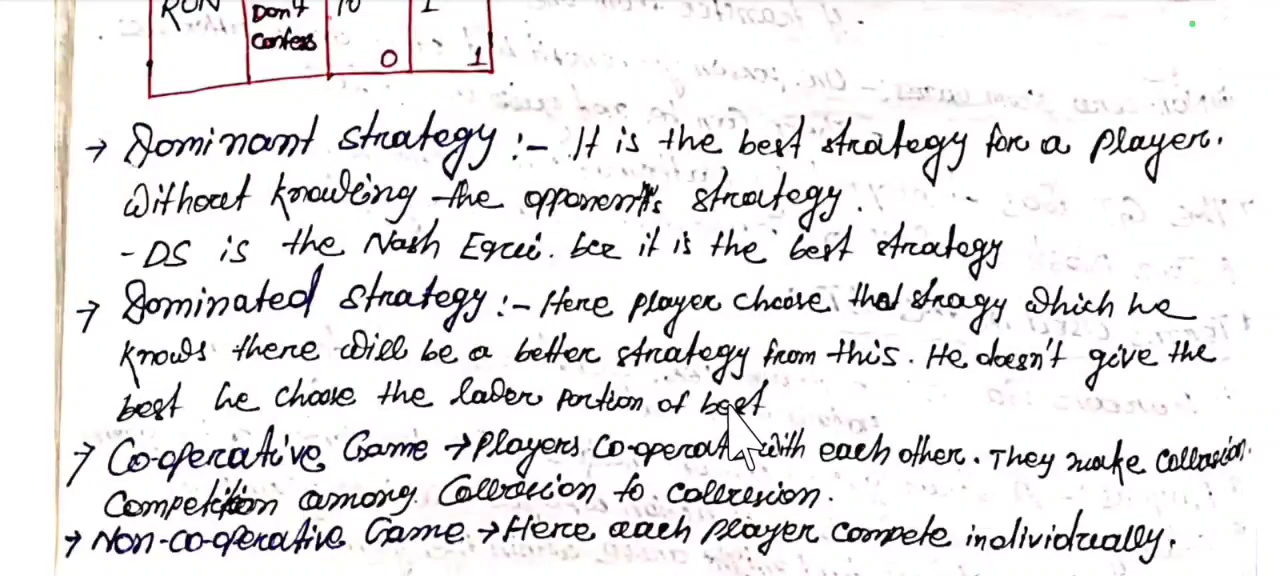 RUN Don't 10 1
Confess 0 1
→ Dominant strategy :- It is the best strategy for a player.
Without knowing the opponent's strategy.
- DS is the Nash Equi. bcz it is the best strategy
→ Dominated strategy :- Here player choose that stragy which he
knows there will be a better strategy from this. He doesn't give the
best he choose the lader portion of best
→ Co-operative Game → Players co-operat with each other. They make collusion.
Competition among Collusion to collusion.
→ Non-co-operative Game → Here each player compete individually.